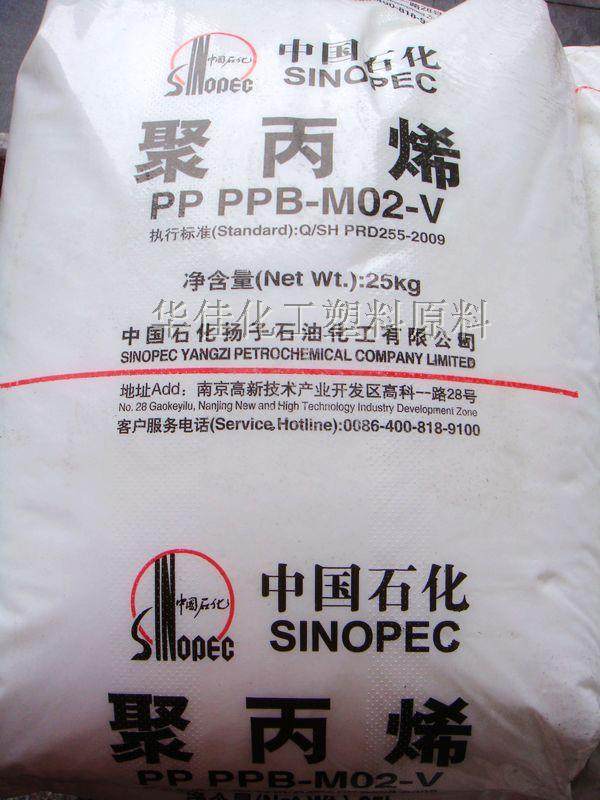 中国石化
SINOPEC
中国石化
SINOPEC
聚丙烯
PP PPB-M02-V
执行标准(Standard):Q/SH PRD255-2009
净含量(Net Wt.):25kg
华佳化工塑料原料
中国石化扬子石油化工有限公司
SINOPEC YANGZI PETROCHEMICAL COMPANY LIMITED
地址Add: 南京高新技术产业开发区高科一路28号
No. 28 Gaokeyilu, Nanjing New and High Technology Industry Development Zone
客户服务电话(Service Hotline):0086-400-818-9100
中国石化
SINOPEC
中国石化
SINOPEC
聚丙烯
PP PPB-M02-V